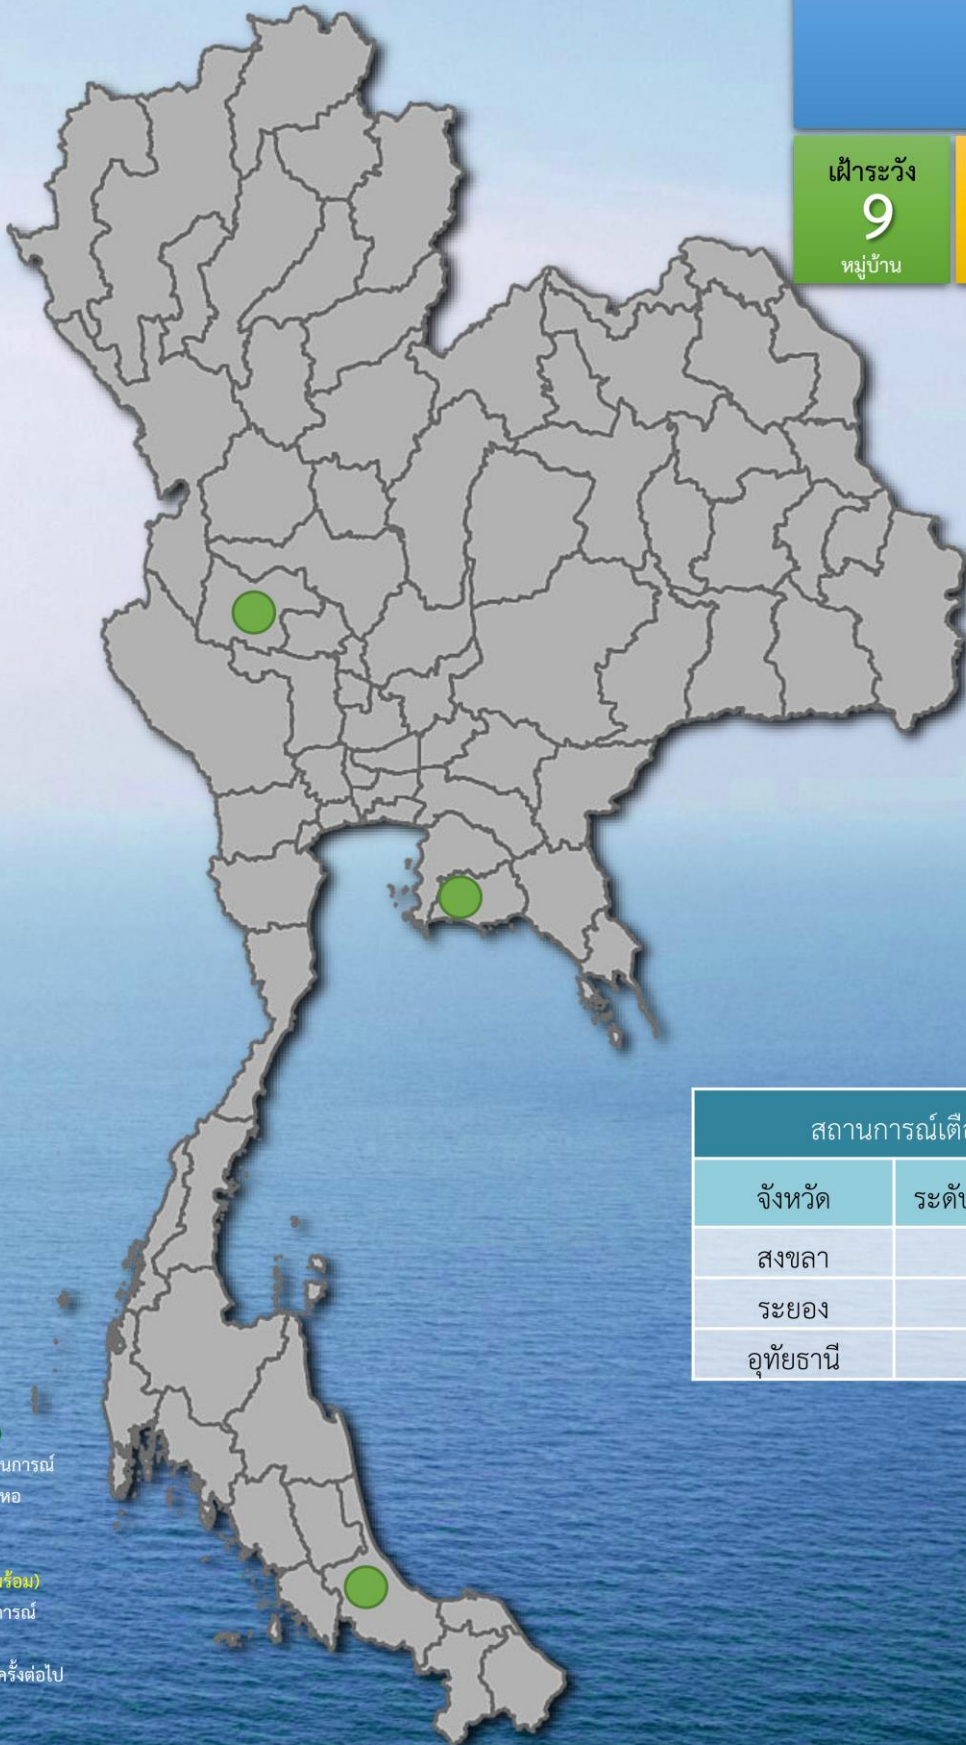 เฝ้าระวัง
9
หมู่บ้าน
สถานการณ์เตือ
จังหวัด ระดับ
สงขลา
ระยอง
อุทัยธานี
นการณ์
หอ
ร้อม)
ารณ์
ครั้งต่อไป